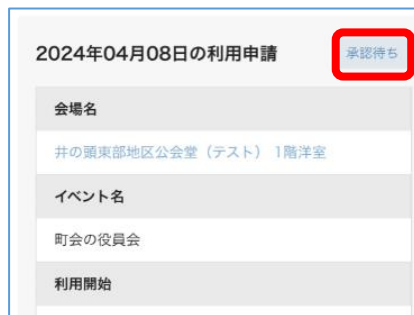 2024年04月08日の利用申請 承認待ち
会場名
井の頭東部地区公会堂（テスト） 1階洋室
イベント名
町会の役員会
利用開始